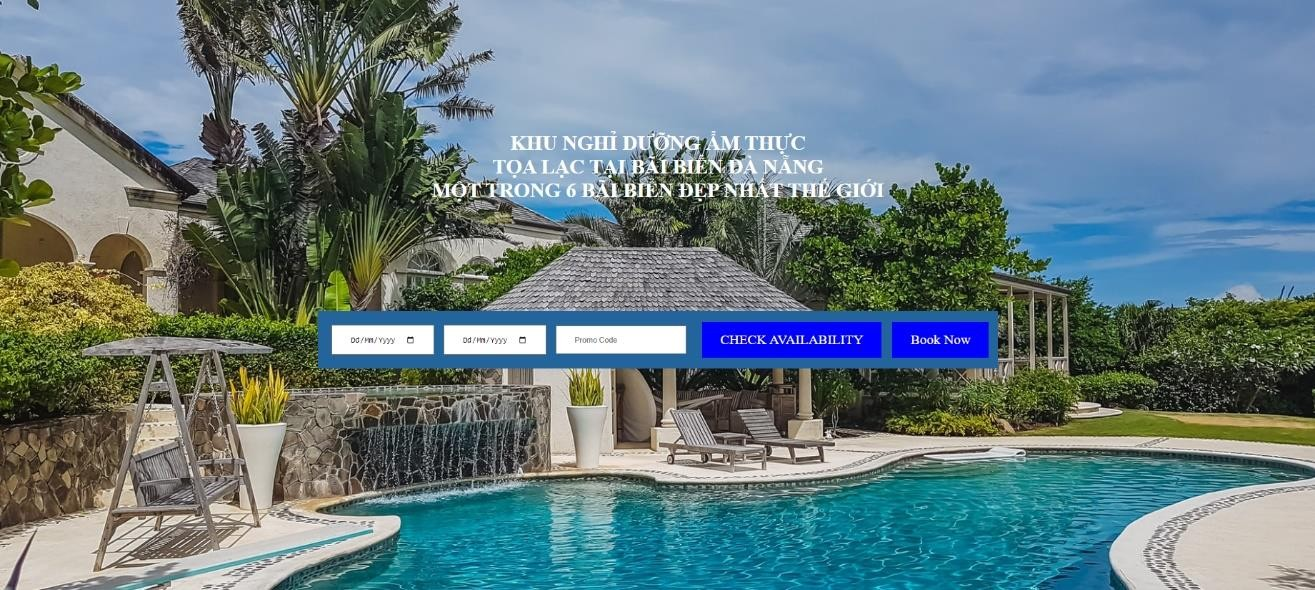 KHU NGHỈ DƯỠNG ẨM THỰC
TỌA LẠC TẠI BÃI BIỂN ĐÀ NẴNG
MỘT TRONG 6 BÃI BIỂN ĐẸP NHẤT THẾ GIỚI
Dd/Mm/Yyyy Dd/Mm/Yyyy Promo Code CHECK AVAILABILITY Book Now